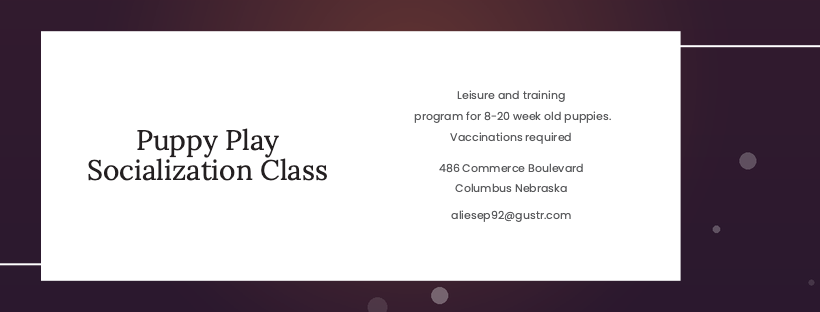 Puppy Play
Socialization Class
Leisure and training
program for 8-20 week old puppies.
Vaccinations required
486 Commerce Boulevard
Columbus Nebraska
aliesep92@gustr.com